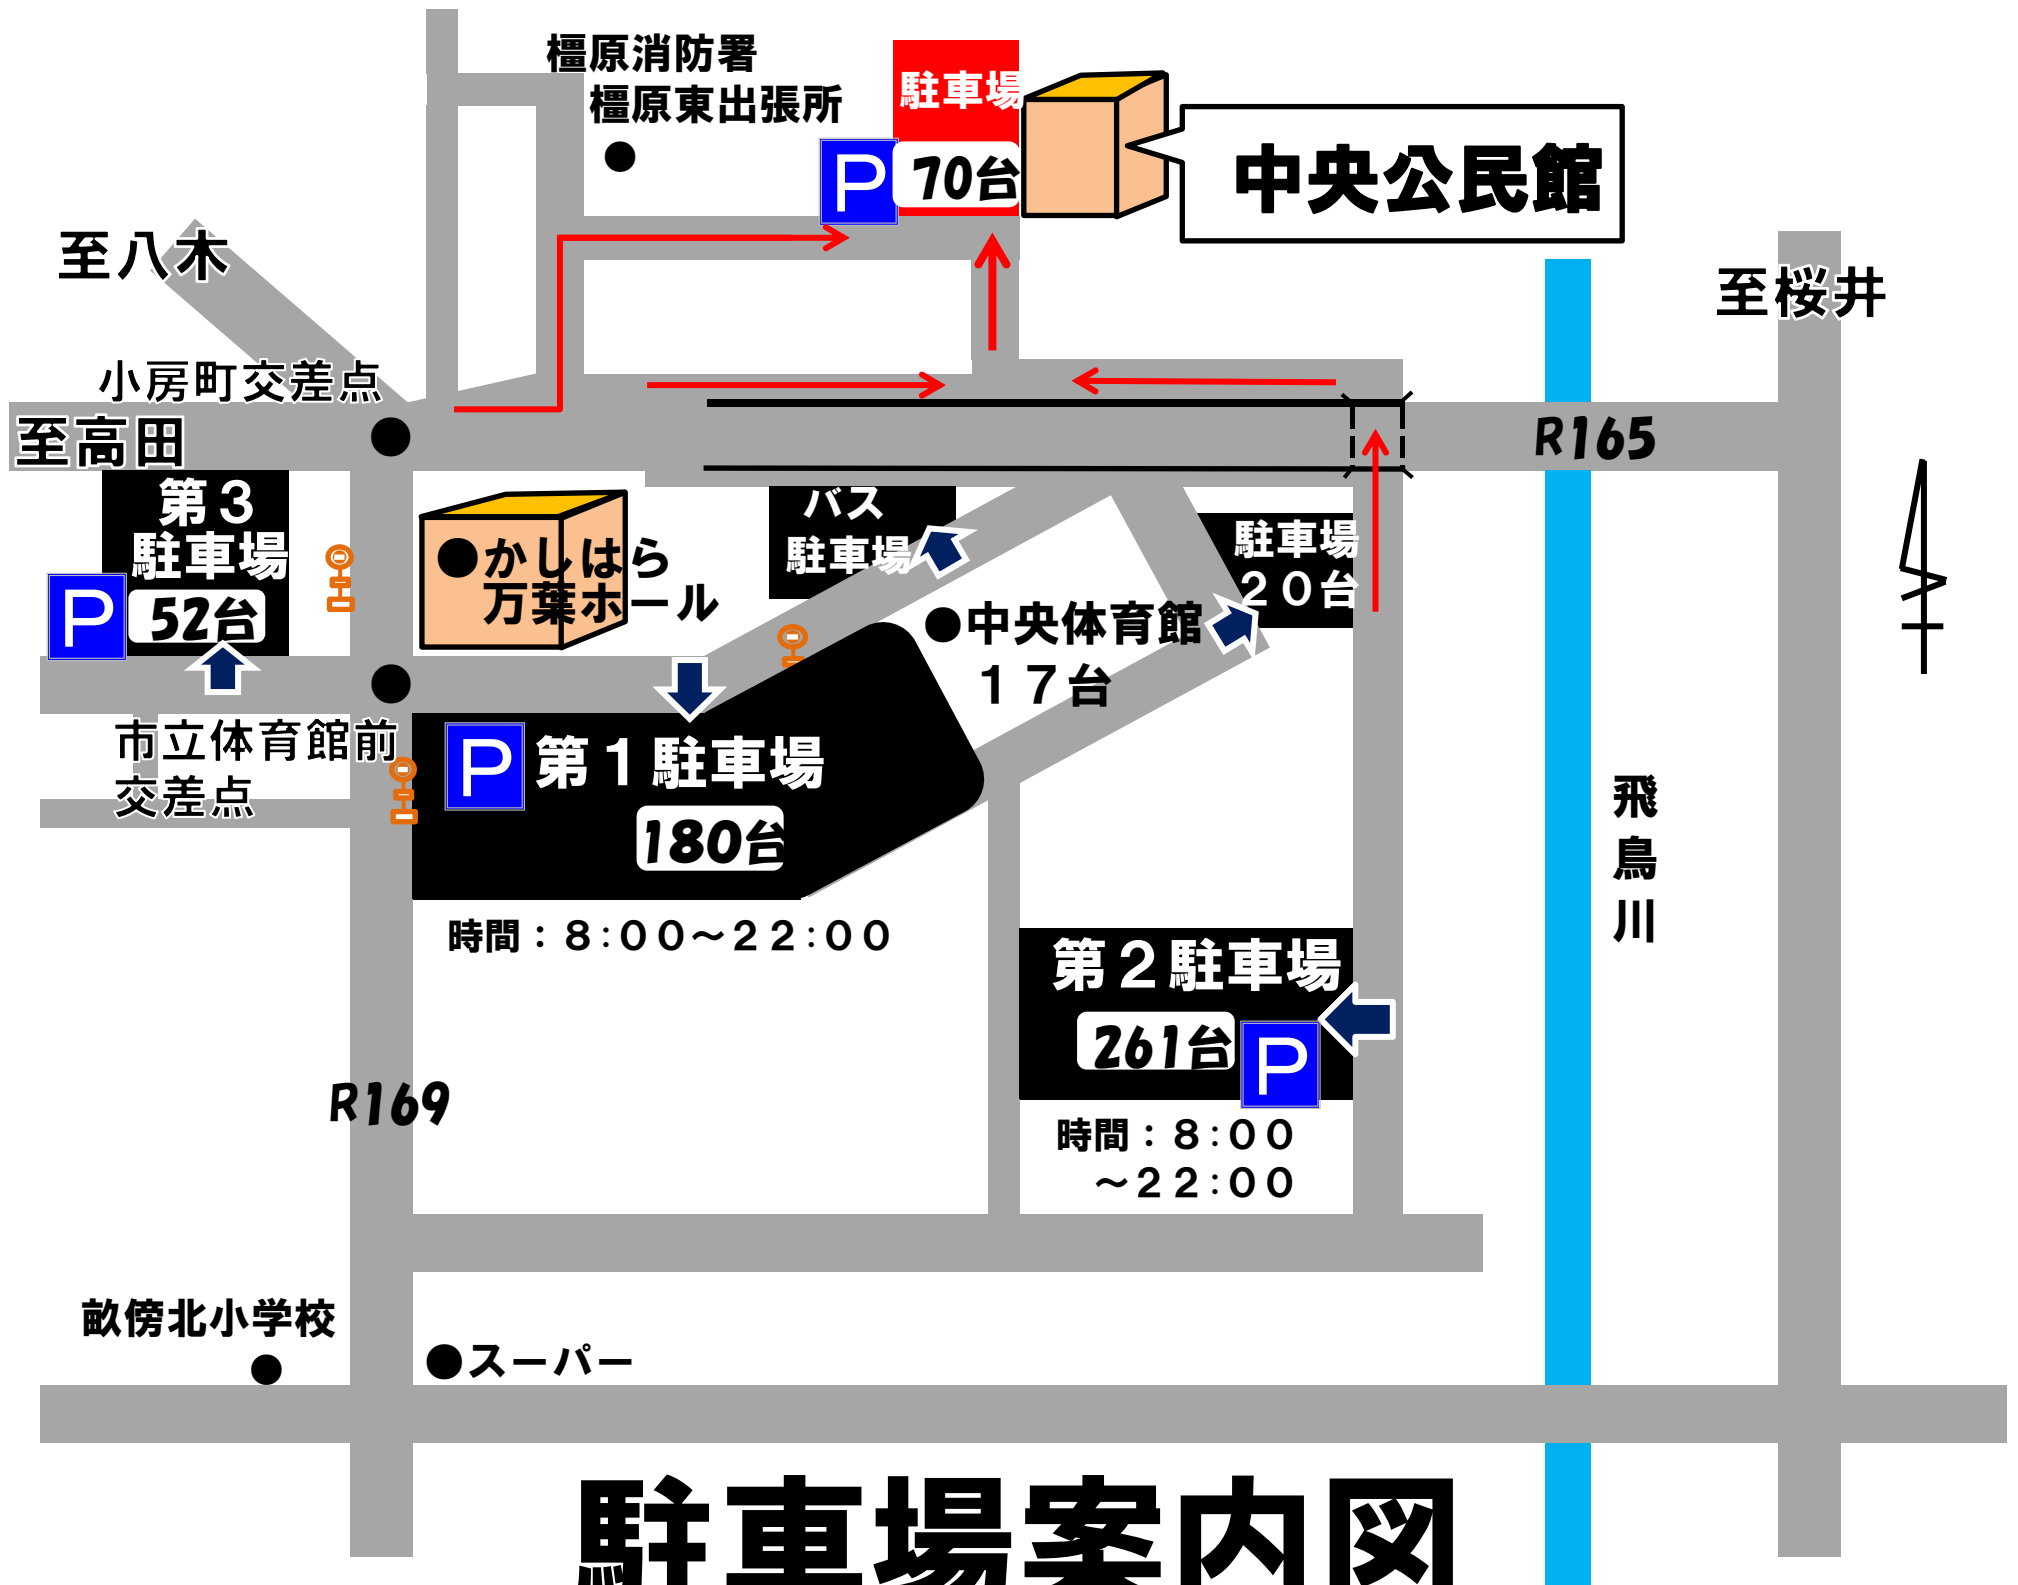 橿原消防署
橿原東出張所
駐車場
P
70台
中央公民館
至八木
至桜井
小房町交差点
至高田
R165
第3
駐車場
P
52台
●かしはら
万葉ホール
バス
駐車場
駐車場
20台
●中央体育館
17台
市立体育館前
交差点
P
第1駐車場
180台
時間：8:00～22:00
飛鳥川
第2駐車場
261台
P
時間：8:00
～22:00
R169
畝傍北小学校
●スーパー
駐車場案内図